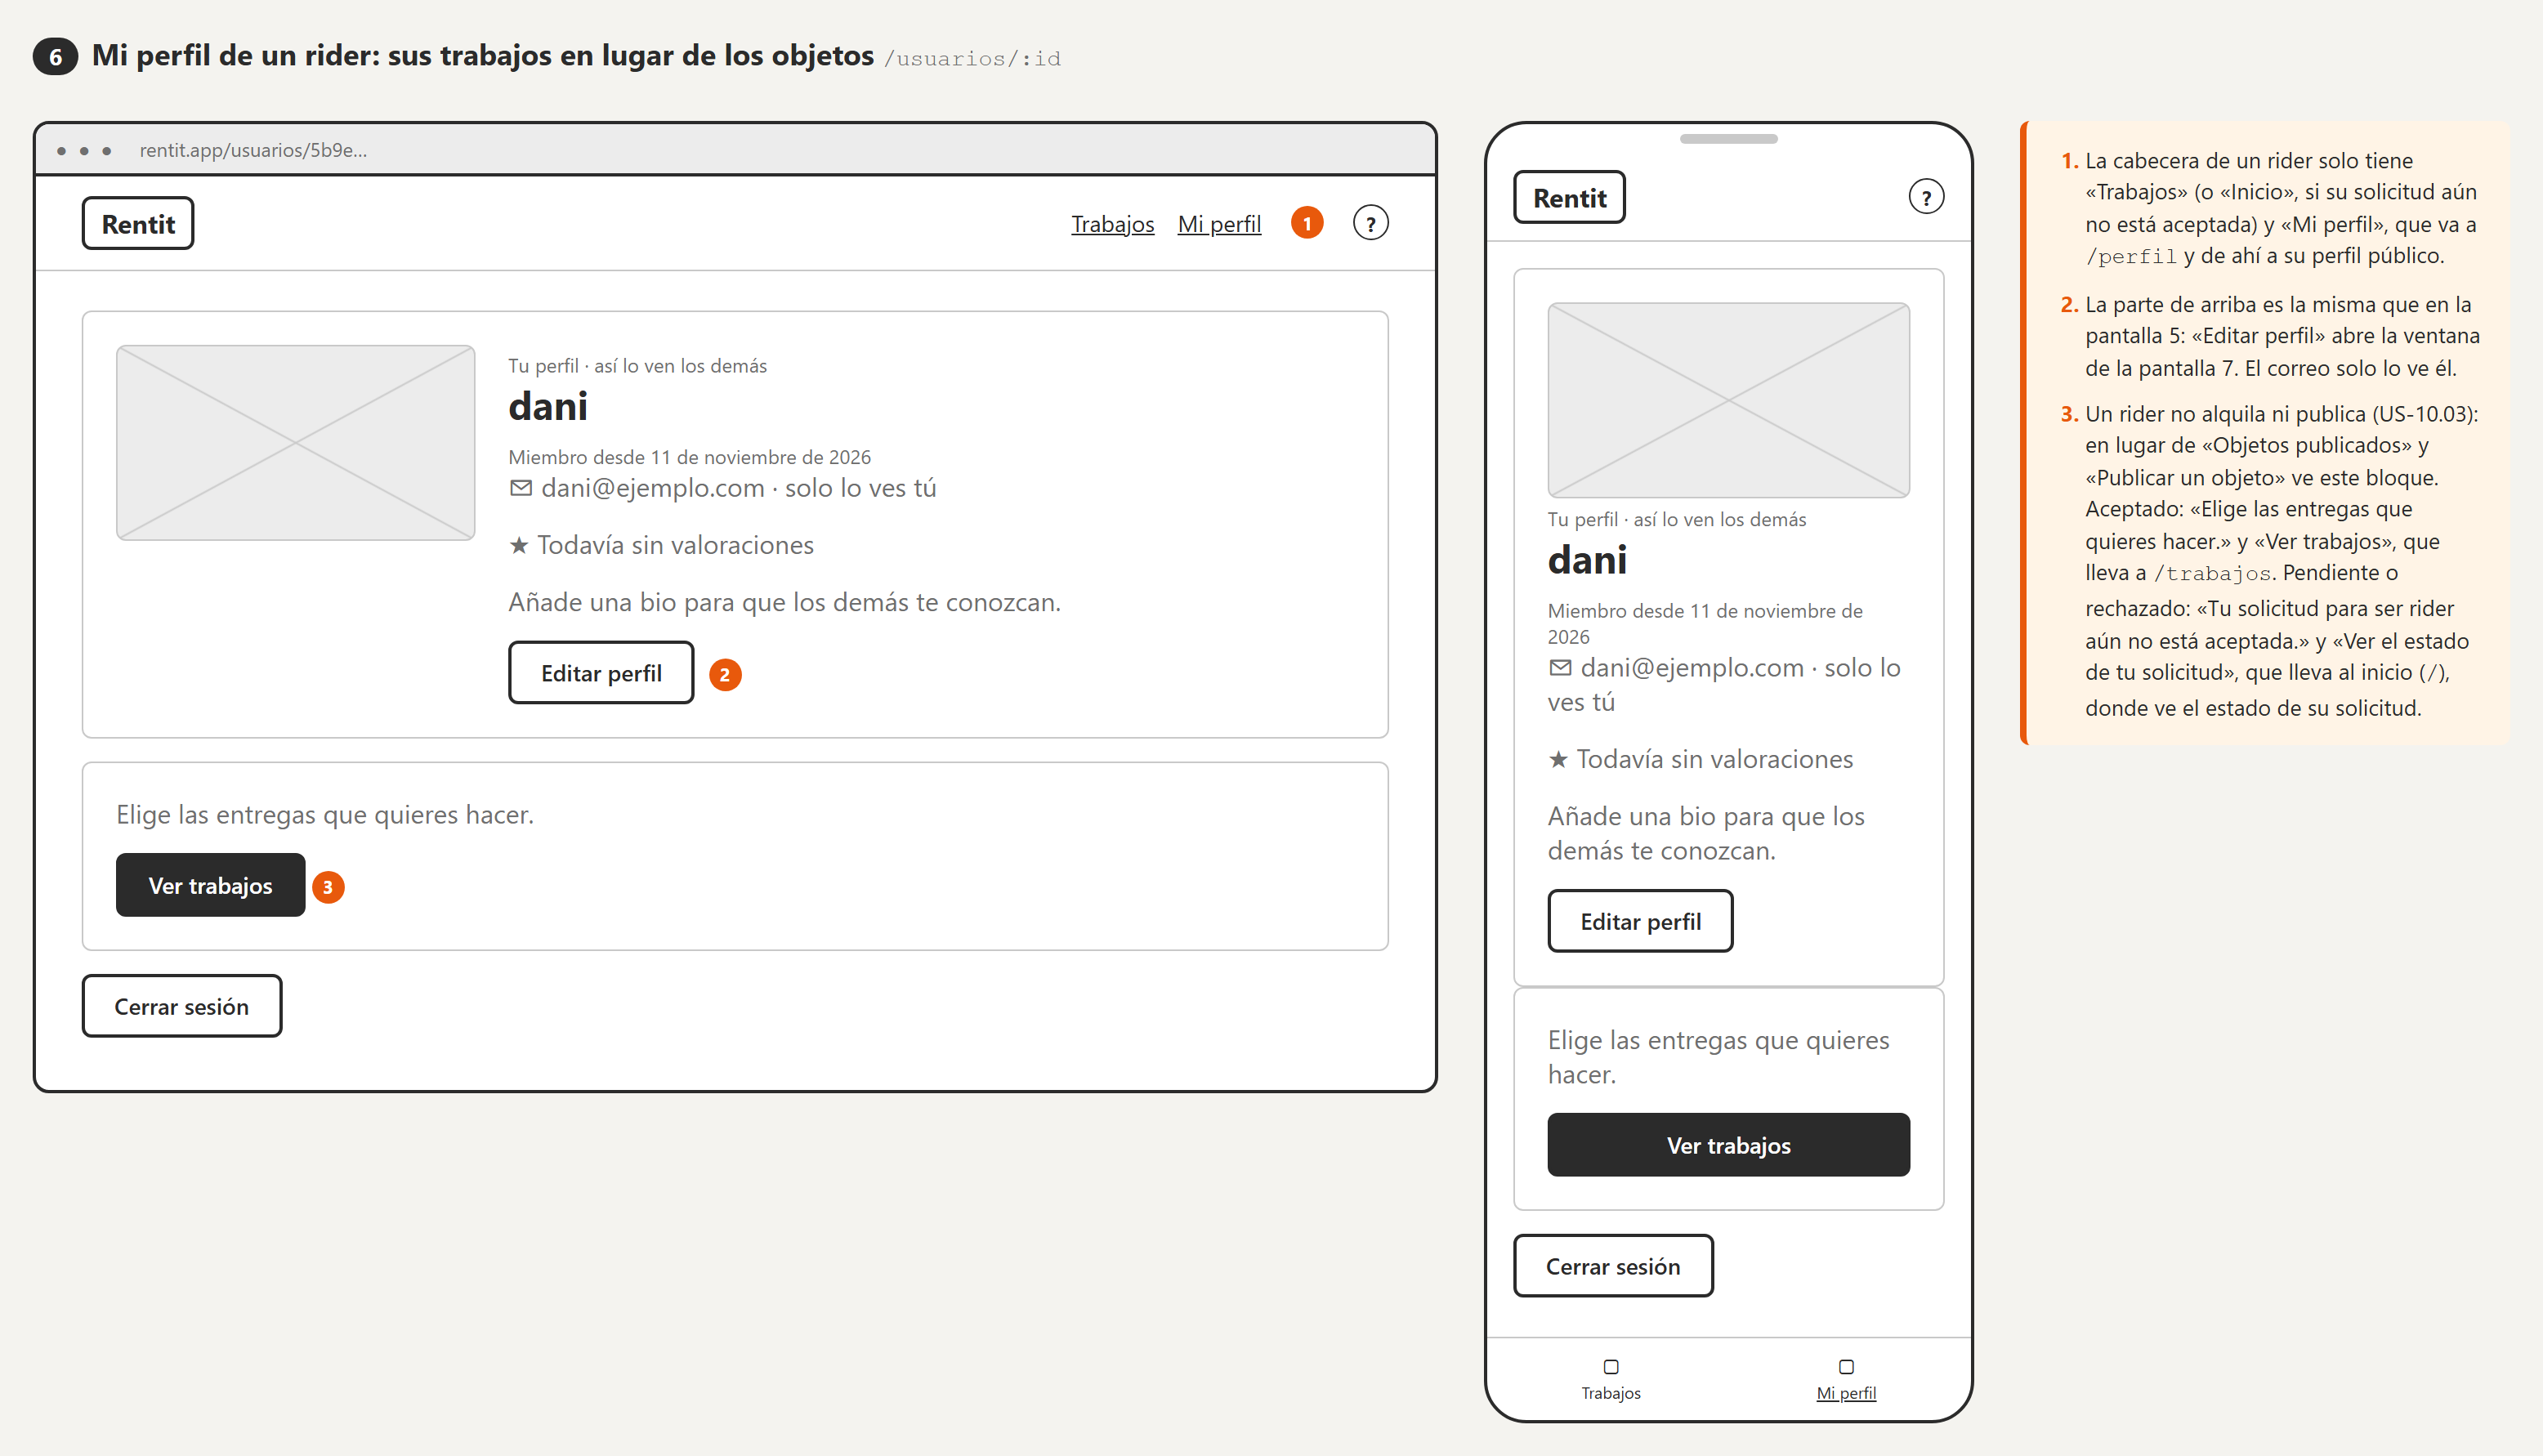 6 Mi perfil de un rider: sus trabajos en lugar de los objetos /usuarios/:id
rentit.app/usuarios/5b9e...
Rentit
Trabajos Mi perfil 1 ?
Tu perfil · así lo ven los demás
dani
Miembro desde 11 de noviembre de 2026
dani@ejemplo.com · solo lo ves tú
★ Todavía sin valoraciones
Añade una bio para que los demás te conozcan.
Editar perfil 2
Elige las entregas que quieres hacer.
Ver trabajos 3
Cerrar sesión
Rentit ?
Tu perfil · así lo ven los demás
dani
Miembro desde 11 de noviembre de
2026
dani@ejemplo.com · solo lo
ves tú
★ Todavía sin valoraciones
Añade una bio para que los
demás te conozcan.
Editar perfil
Elige las entregas que quieres
hacer.
Ver trabajos
Cerrar sesión
Trabajos Mi perfil
1. La cabecera de un rider solo tiene
«Trabajos» (o «Inicio», si su solicitud aún
no está aceptada) y «Mi perfil», que va a
/perfil y de ahí a su perfil público.
2. La parte de arriba es la misma que en la
pantalla 5: «Editar perfil» abre la ventana
de la pantalla 7. El correo solo lo ve él.
3. Un rider no alquila ni publica (US-10.03):
en lugar de «Objetos publicados» y
«Publicar un objeto» ve este bloque.
Aceptado: «Elige las entregas que
quieres hacer.» y «Ver trabajos», que
lleva a /trabajos. Pendiente o
rechazado: «Tu solicitud para ser rider
aún no está aceptada.» y «Ver el estado
de tu solicitud», que lleva al inicio (/),
donde ve el estado de su solicitud.